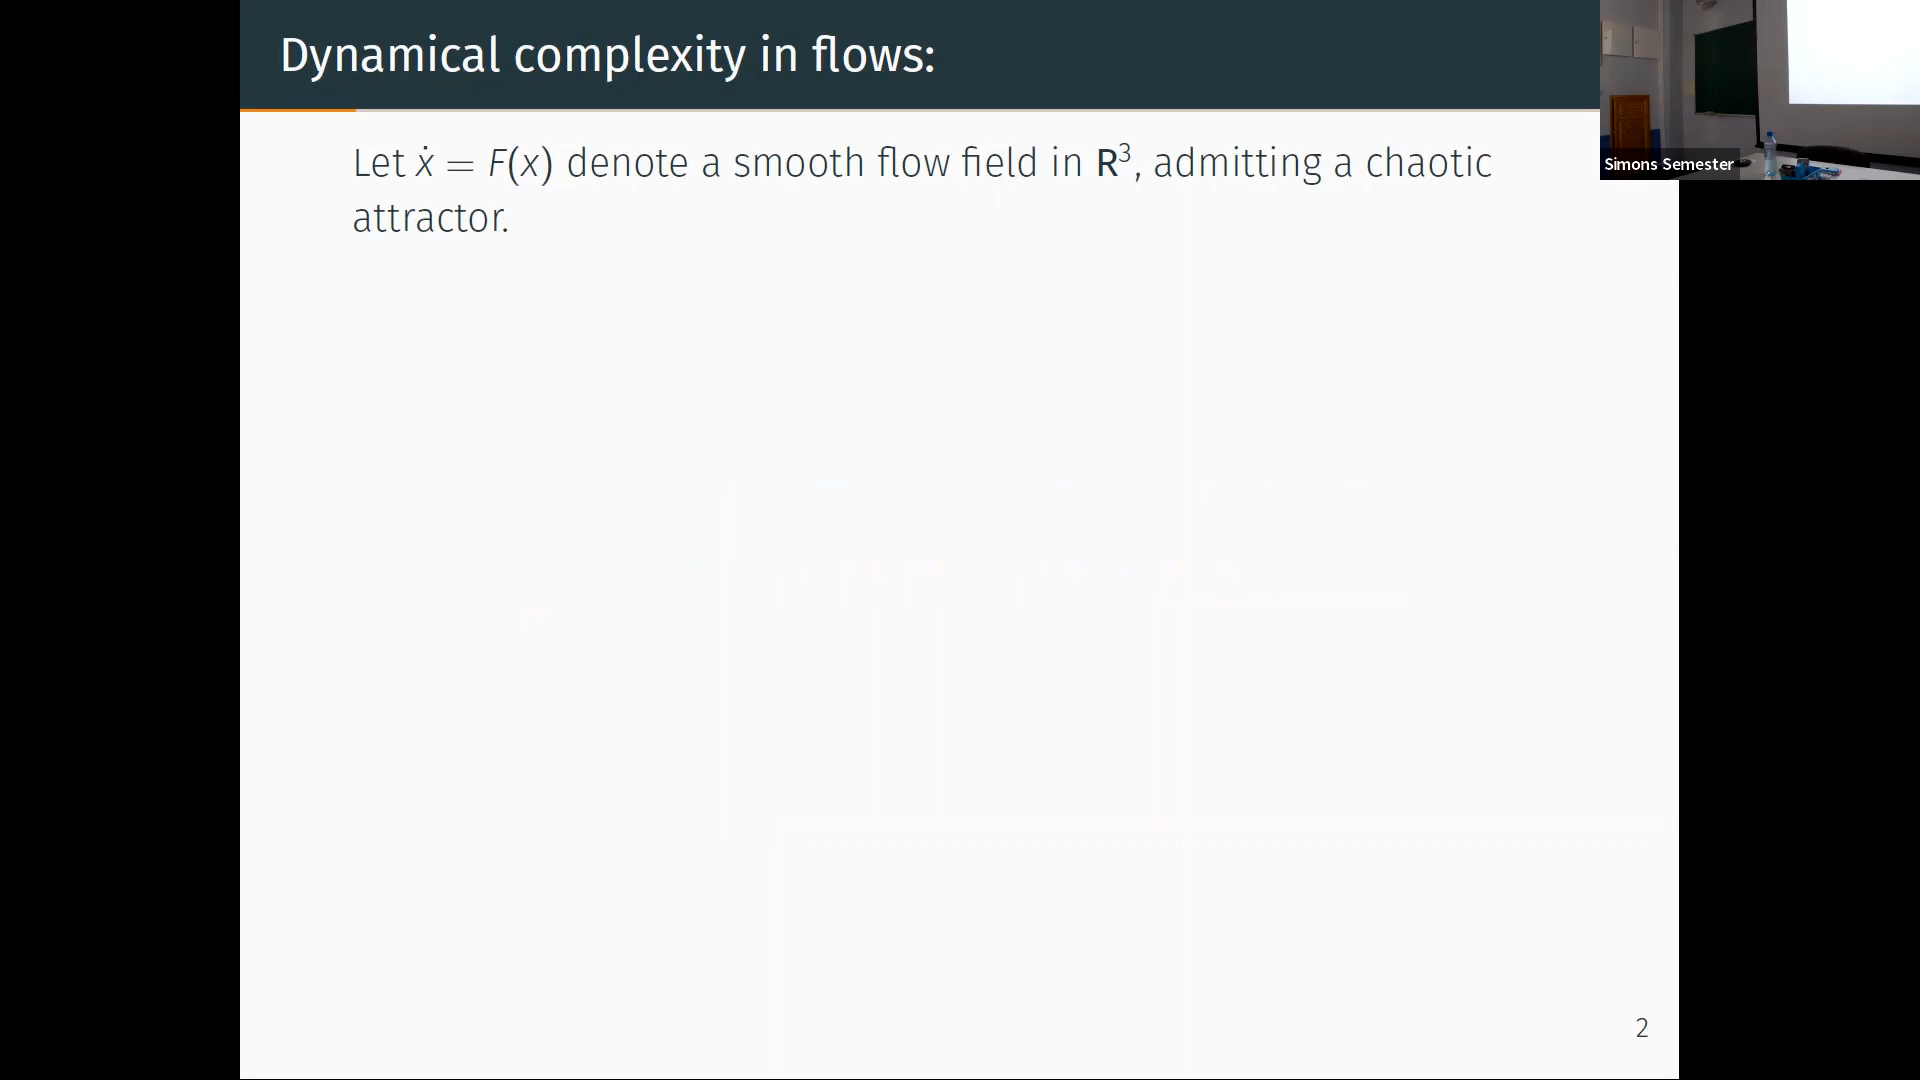 Dynamical complexity in flows:
Let ẋ = F(x) denote a smooth flow field in R³, admitting a chaotic
attractor.
Simons Semester
2